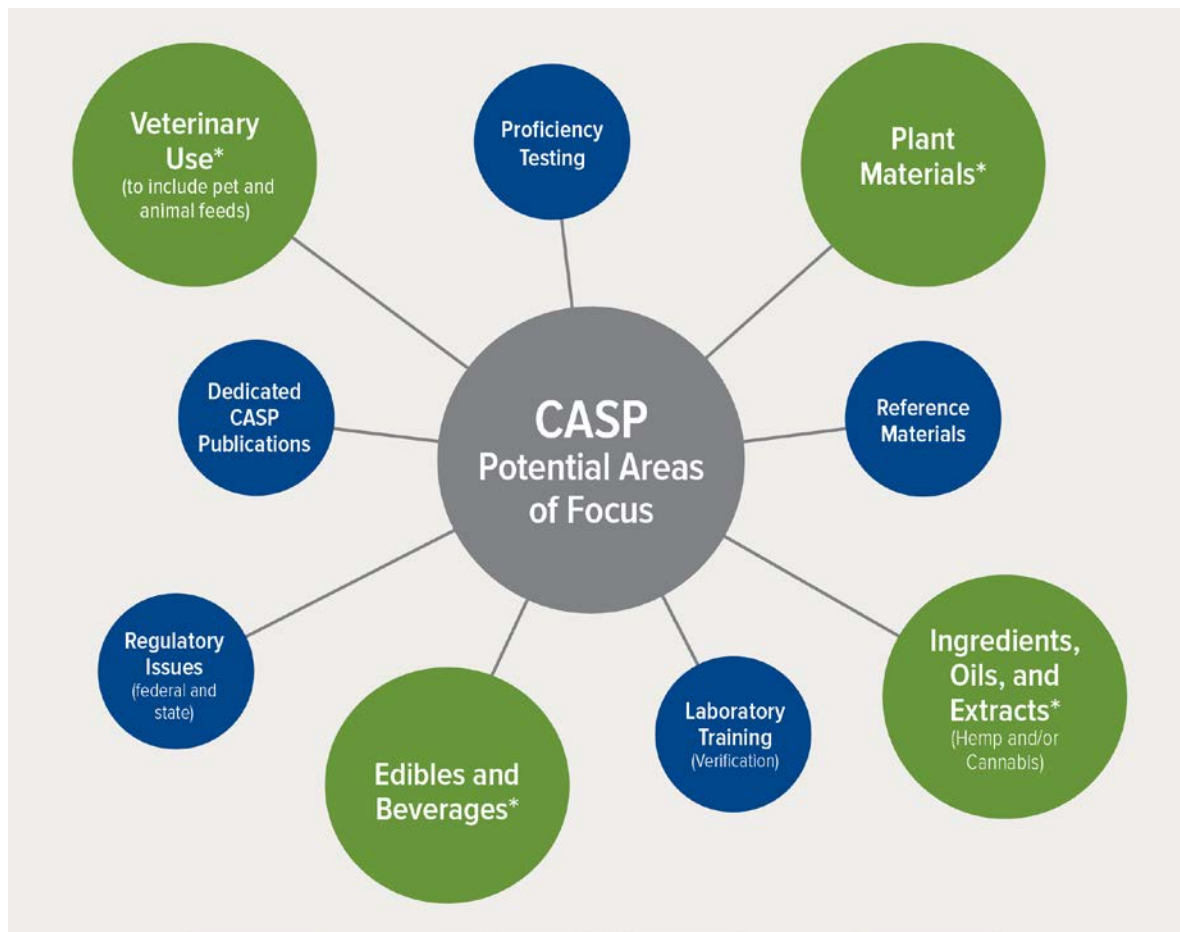 Veterinary
Use*
(to include pet and
animal feeds)
Proficiency
Testing
Plant
Materials*
Dedicated
CASP
Publications
CASP
Potential Areas
of Focus
Reference
Materials
Regulatory
Issues
(federal and
state)
Edibles and
Beverages*
Laboratory
Training
(Verification)
Ingredients,
Oils, and
Extracts*
(Hemp and/or
Cannabis)